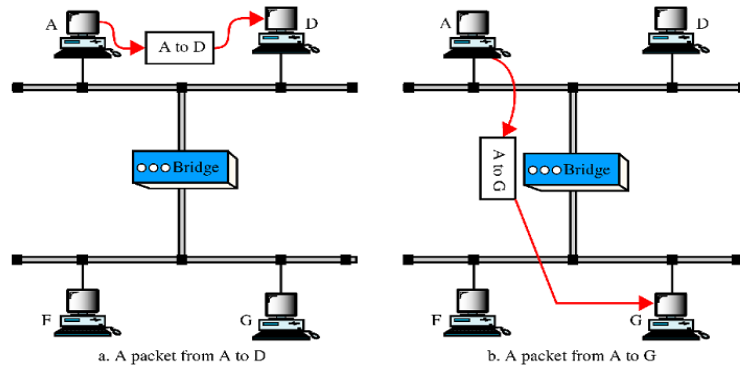 A
A to D
D
Bridge
F
G
a. A packet from A to D
A
D
A to G
Bridge
F
G
b. A packet from A to G